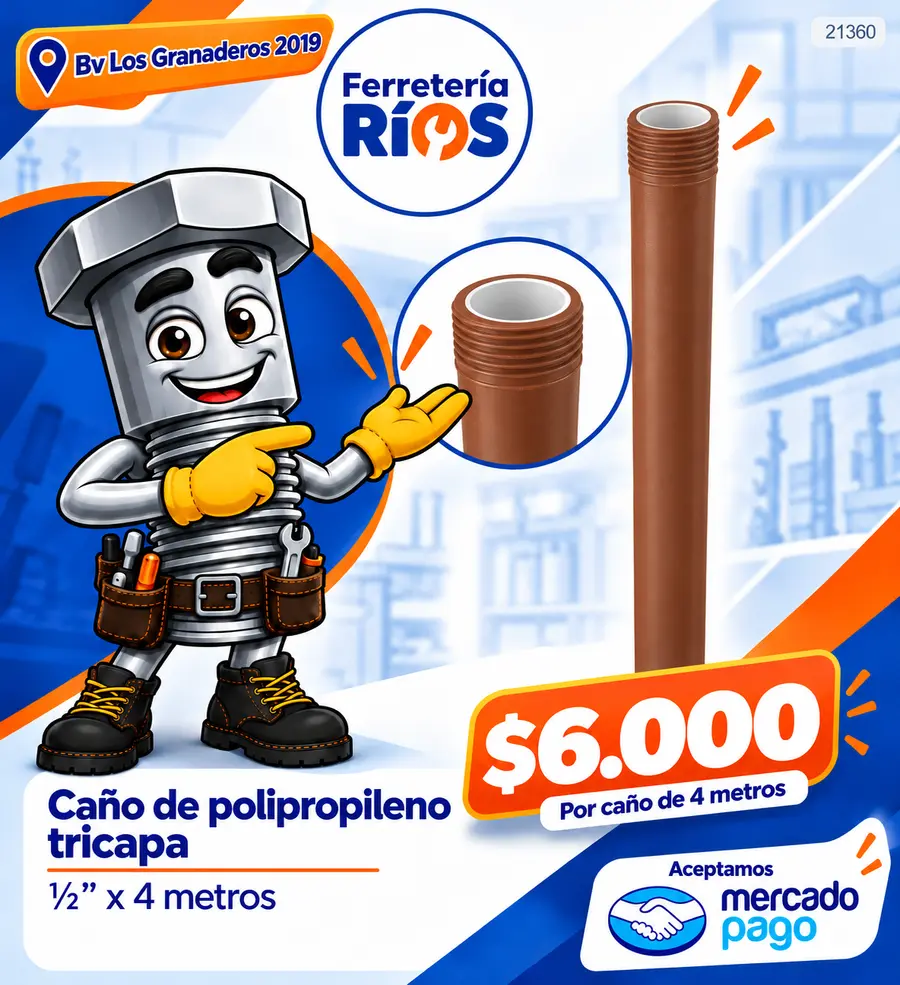 Bv Los Granaderos 2019
Ferretería
RíOS
21360
$6.000
Por caño de 4 metros
Caño de polipropileno
tricapa
½” x 4 metros
Aceptamos
mercado
pago